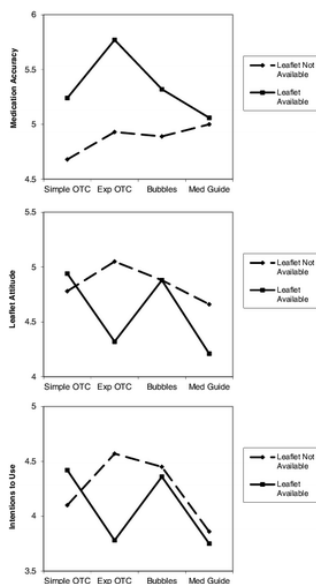 6
5.5
5
4.5
Medication Accuracy
Simple OTC Exp OTC Bubbles Med Guide
Leaflet Not
Available
Leaflet
Available
5.5
5
4.5
4
Leaflet Attitude
Simple OTC Exp OTC Bubbles Med Guide
Leaflet Not
Available
Leaflet
Available
5
4.5
4
3.5
Intentions to Use
Simple OTC Exp OTC Bubbles Med Guide
Leaflet Not
Available
Leaflet
Available